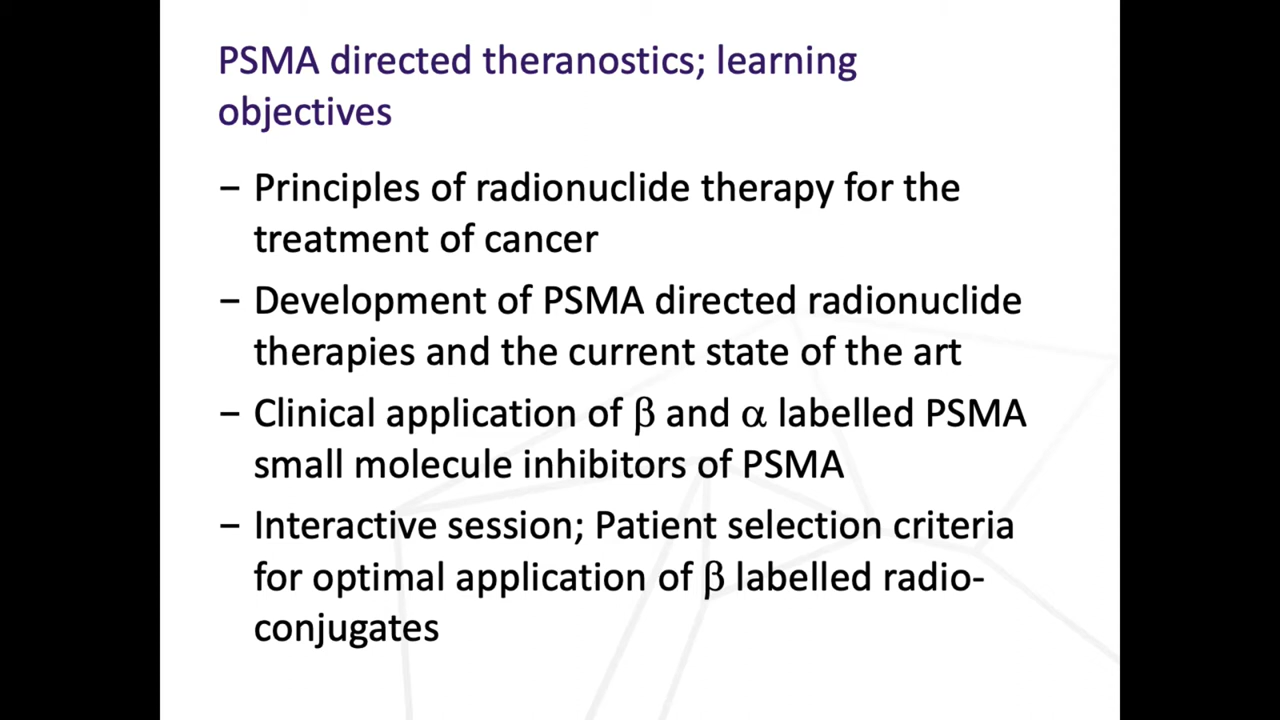 PSMA directed theranostics; learning
objectives
– Principles of radionuclide therapy for the
treatment of cancer
– Development of PSMA directed radionuclide
therapies and the current state of the art
– Clinical application of β and α labelled PSMA
small molecule inhibitors of PSMA
– Interactive session; Patient selection criteria
for optimal application of β labelled radio-
conjugates